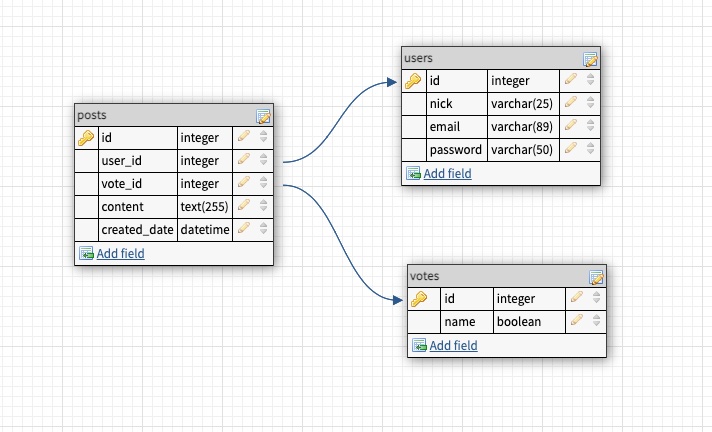 posts
id integer
user_id integer
vote_id integer
content text(255)
created_date datetime
Add field
users
id integer
nick varchar(25)
email varchar(89)
password varchar(50)
Add field
votes
id integer
name boolean
Add field